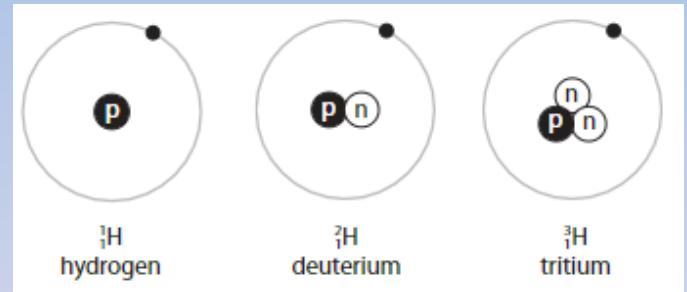 p
p n
n
p n
¹₁H
hydrogen
²₁H
deuterium
³₁H
tritium